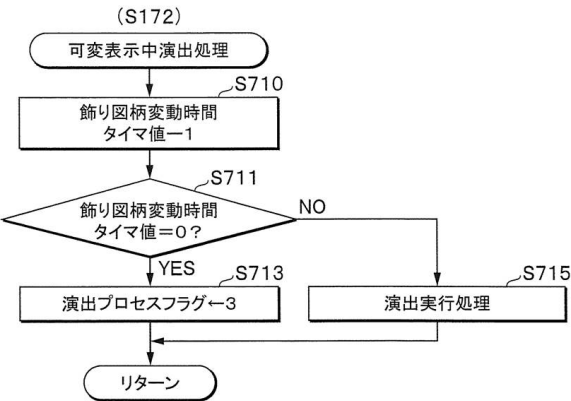 (S172)
可変表示中演出処理
S710
飾り図柄変動時間
タイマ値ー1
S711
飾り図柄変動時間
タイマ値=0?
NO
YES
S713
演出プロセスフラグ←3
S715
演出実行処理
リターン